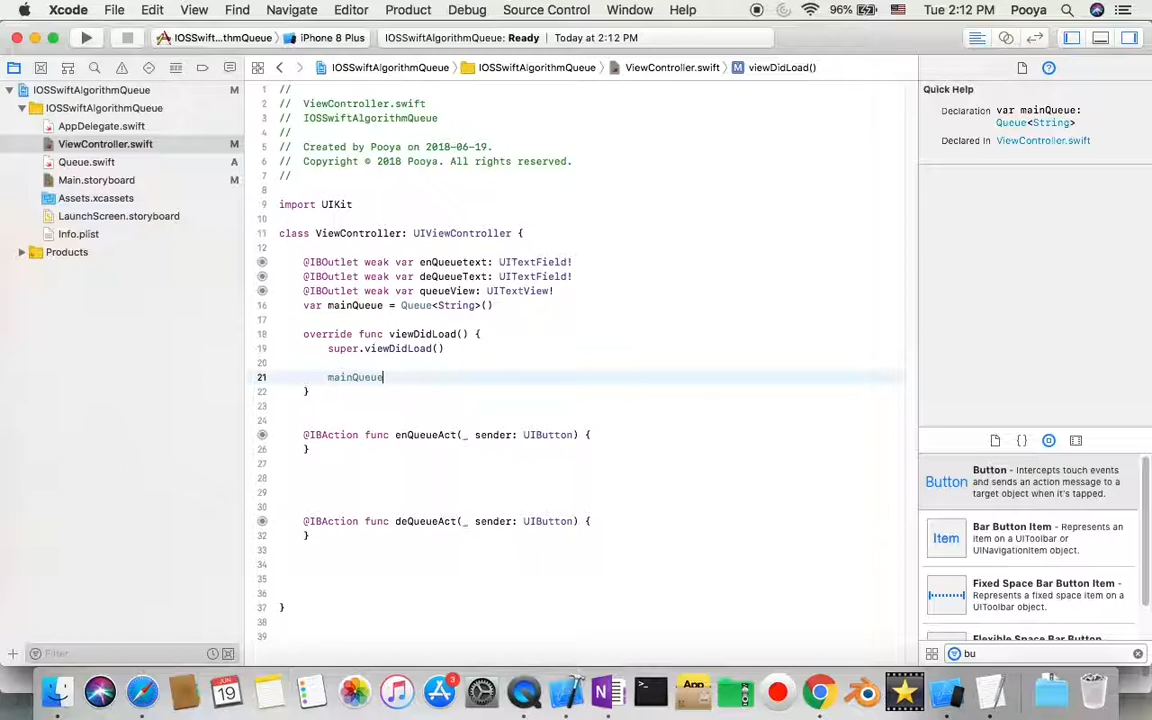 Xcode File Edit View Find Navigate Editor Product Debug Source Control Window Help 96% Tue 2:12 PM Pooya
IOSSwift...thmQueue iPhone 8 Plus IOSSwiftAlgorithmQueue: Ready Today at 2:12 PM
IOSSwiftAlgorithmQueue IOSSwiftAlgorithmQueue ViewController.swift M viewDidLoad()
IOSSwiftAlgorithmQueue M
IOSSwiftAlgorithmQueue
AppDelegate.swift
ViewController.swift M
Queue.swift A
Main.storyboard M
Assets.xcassets
LaunchScreen.storyboard
Info.plist
Products
Filter
1 //
2 // ViewController.swift
3 // IOSSwiftAlgorithmQueue
4 //
5 // Created by Pooya on 2018-06-19.
6 // Copyright © 2018 Pooya. All rights reserved.
7 //
8
9 import UIKit
10
11 class ViewController: UIViewController {
12
@IBOutlet weak var enQueuetext: UITextField!
@IBOutlet weak var deQueueText: UITextField!
@IBOutlet weak var queueView: UITextView!
16 var mainQueue = Queue<String>()
17
18 override func viewDidLoad() {
19 super.viewDidLoad()
20
21 mainQueue
22 }
23
24
@IBAction func enQueueAct(_ sender: UIButton) {
26 }
27
28
29
30
@IBAction func deQueueAct(_ sender: UIButton) {
32 }
33
34
35
36
37 }
38
39
Quick Help
Declaration var mainQueue:
Queue<String>
Declared In ViewController.swift
Button
Button - Intercepts touch events
and sends an action message to a
target object when it's tapped.
Item
Bar Button Item - Represents an
item on a UIToolbar or
UINavigationItem object.
Fixed Space Bar Button Item -
Represents a fixed space item on a
UIToolbar object.
Flexible Space Bar Button
bu
JUN
19
3
App